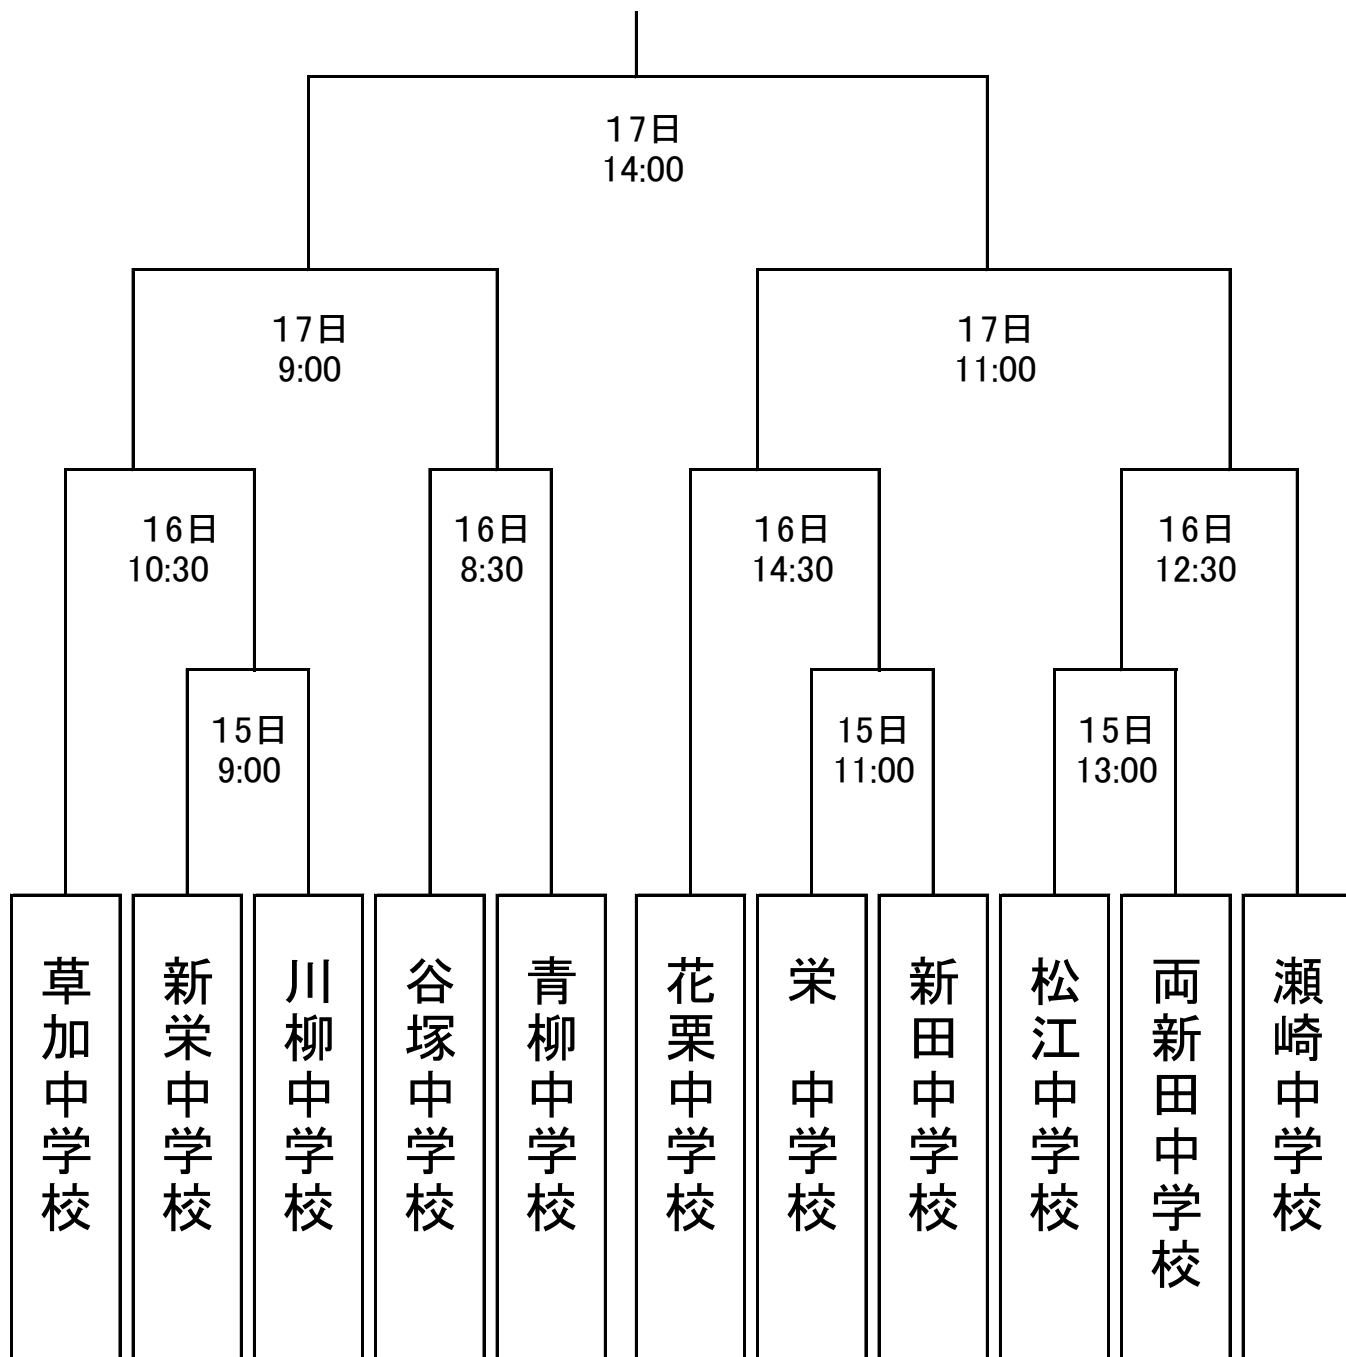 17日
14:00
17日
9:00
17日
11:00
16日
10:30
16日
8:30
16日
14:30
16日
12:30
15日
9:00
15日
11:00
15日
13:00
草加中学校
新栄中学校
川柳中学校
谷塚中学校
青柳中学校
花栗中学校
栄　中学校
新田中学校
松江中学校
両新田中学校
瀬崎中学校